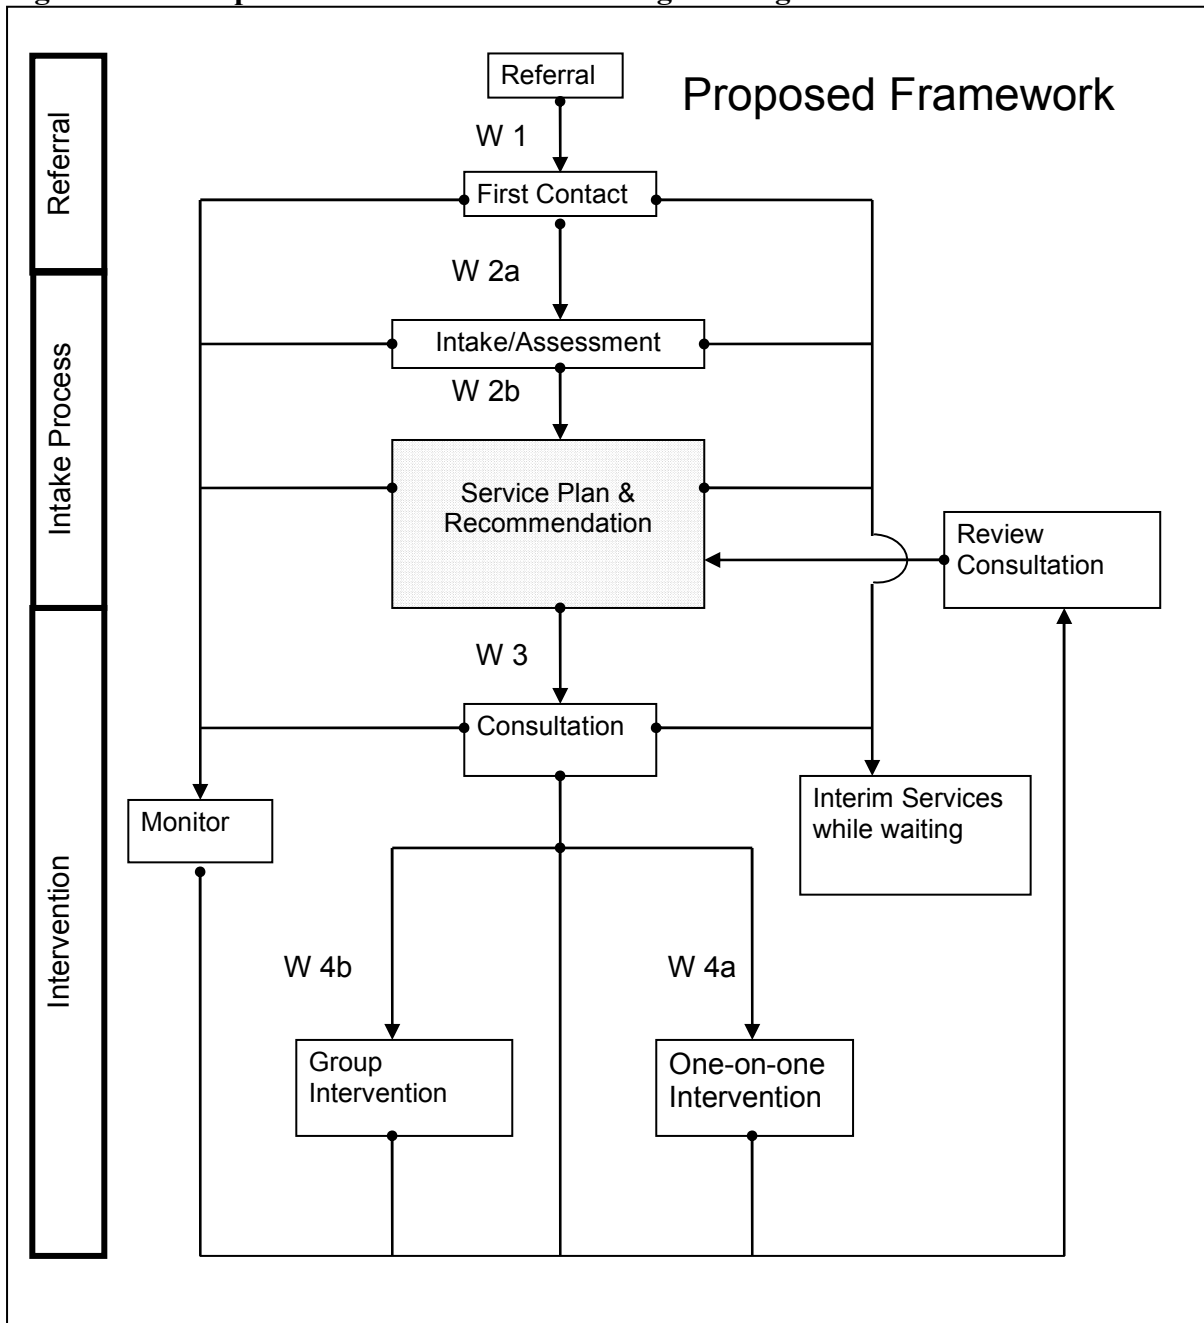 Referral
Proposed Framework
W 1
First Contact
W 2a
Intake/Assessment
W 2b
Service Plan &
Recommendation
Review
Consultation
W 3
Consultation
Monitor
Interim Services
while waiting
W 4b
W 4a
Group
Intervention
One-on-one
Intervention
Referral
Intake Process
Intervention